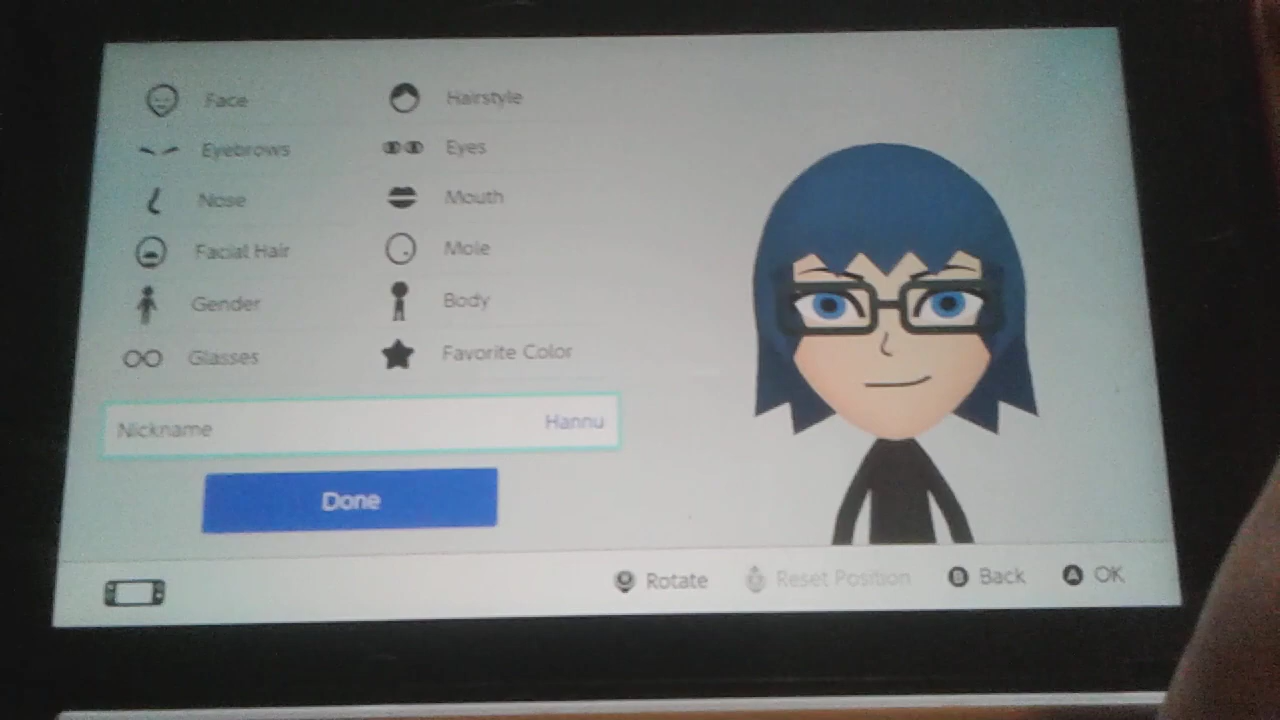 Face
Hairstyle
Eyebrows
Eyes
Nose
Mouth
Facial Hair
Mole
Gender
Body
Glasses
Favorite Color
Nickname Hannu
Done
Rotate Reset Position B Back A OK